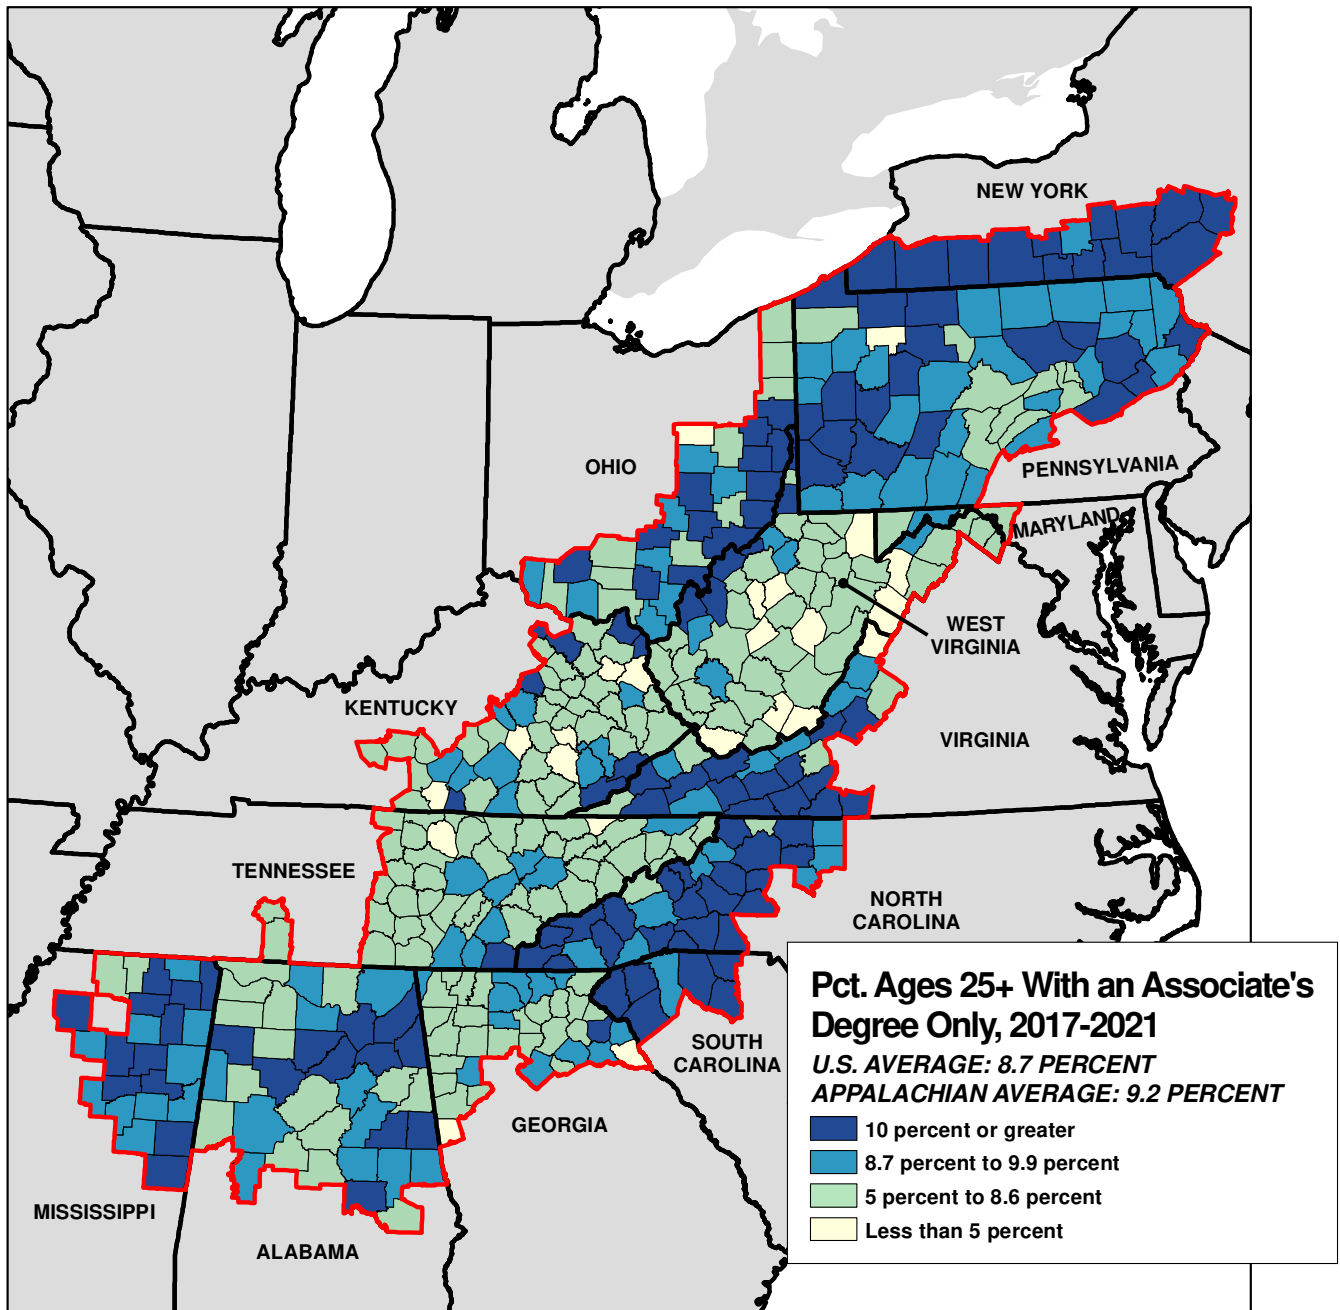 NEW YORK
OHIO
PENNSYLVANIA
MARYLAND
WEST
VIRGINIA
KENTUCKY
VIRGINIA
TENNESSEE
NORTH
CAROLINA
SOUTH
CAROLINA
GEORGIA
MISSISSIPPI
ALABAMA
Pct. Ages 25+ With an Associate's
Degree Only, 2017-2021
U.S. AVERAGE: 8.7 PERCENT
APPALACHIAN AVERAGE: 9.2 PERCENT
10 percent or greater
8.7 percent to 9.9 percent
5 percent to 8.6 percent
Less than 5 percent